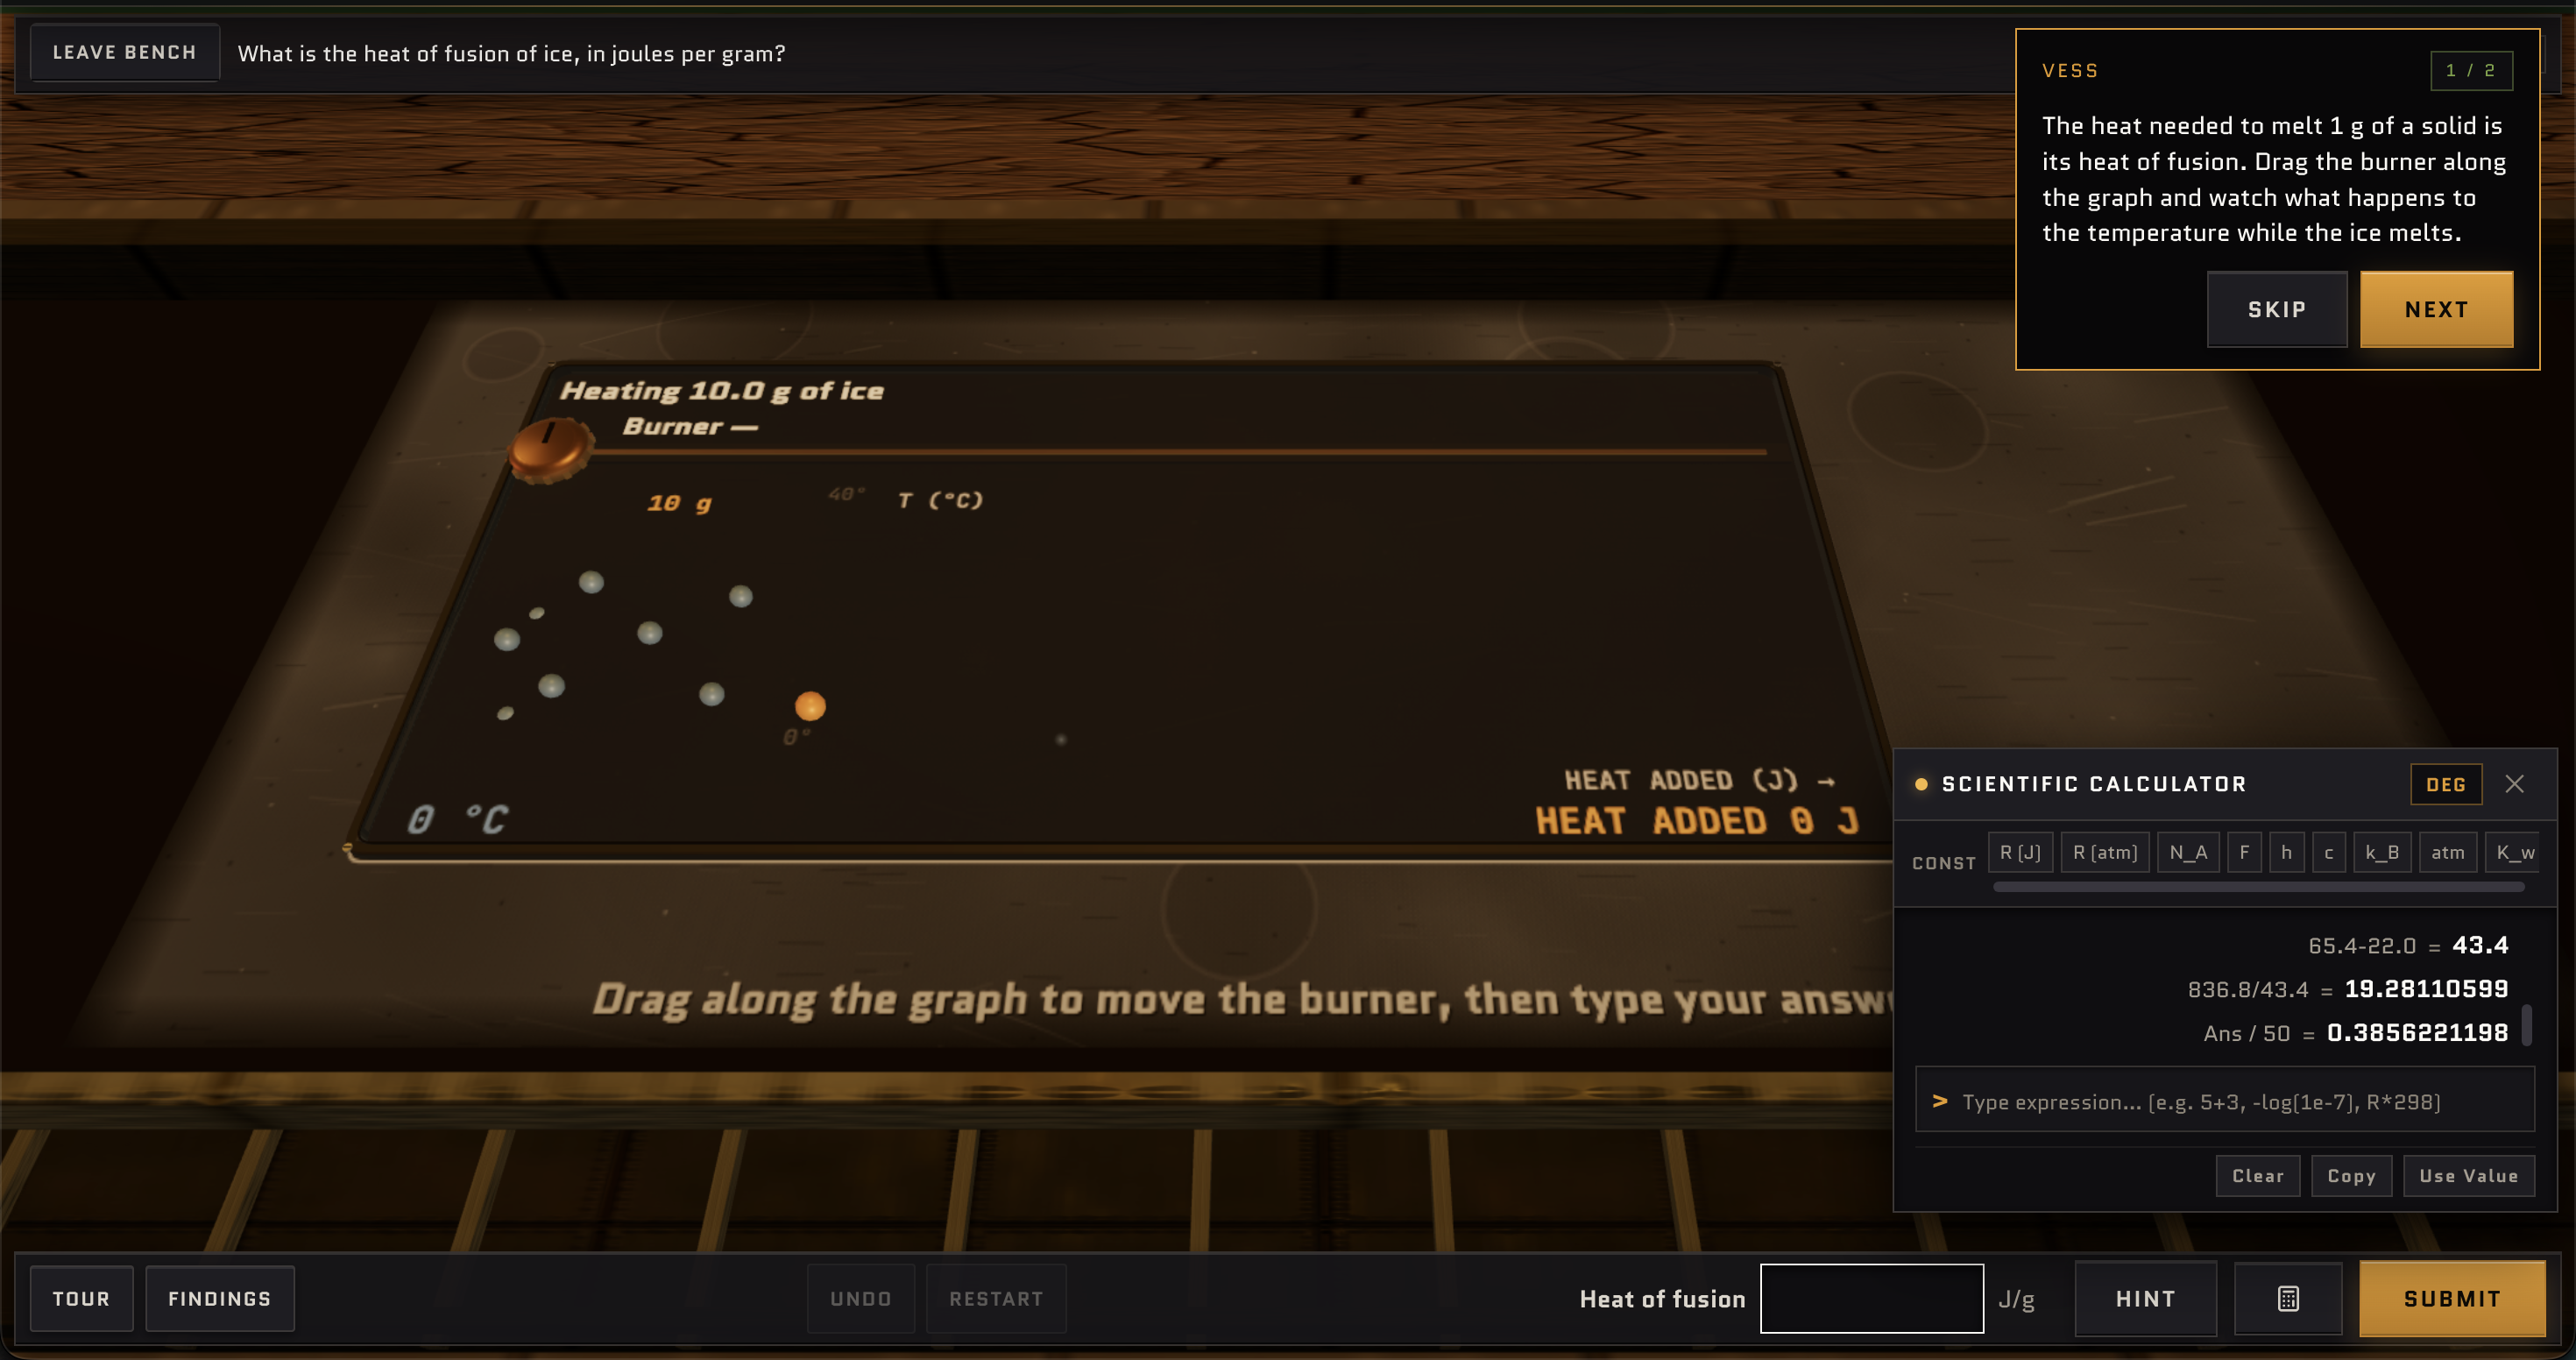 LEAVE BENCH
What is the heat of fusion of ice, in joules per gram?
VESS
1 / 2
The heat needed to melt 1 g of a solid is
its heat of fusion. Drag the burner along
the graph and watch what happens to
the temperature while the ice melts.
SKIP
NEXT
Heating 10.0 g of ice
Burner —
10 g
40°
T (°C)
0°
0 °C
HEAT ADDED (J) →
HEAT ADDED 0 J
Drag along the graph to move the burner, then type your
SCIENTIFIC CALCULATOR
DEG
CONST
R (J)
R (atm)
N_A
F
h
c
k_B
atm
K_w
65.4-22.0 = 43.4
836.8/43.4 = 19.28110599
Ans / 50 = 0.3856221198
> Type expression... (e.g. 5+3, -log(1e-7), R*298)
Clear
Copy
Use Value
TOUR
FINDINGS
UNDO
RESTART
Heat of fusion
J/g
HINT
SUBMIT